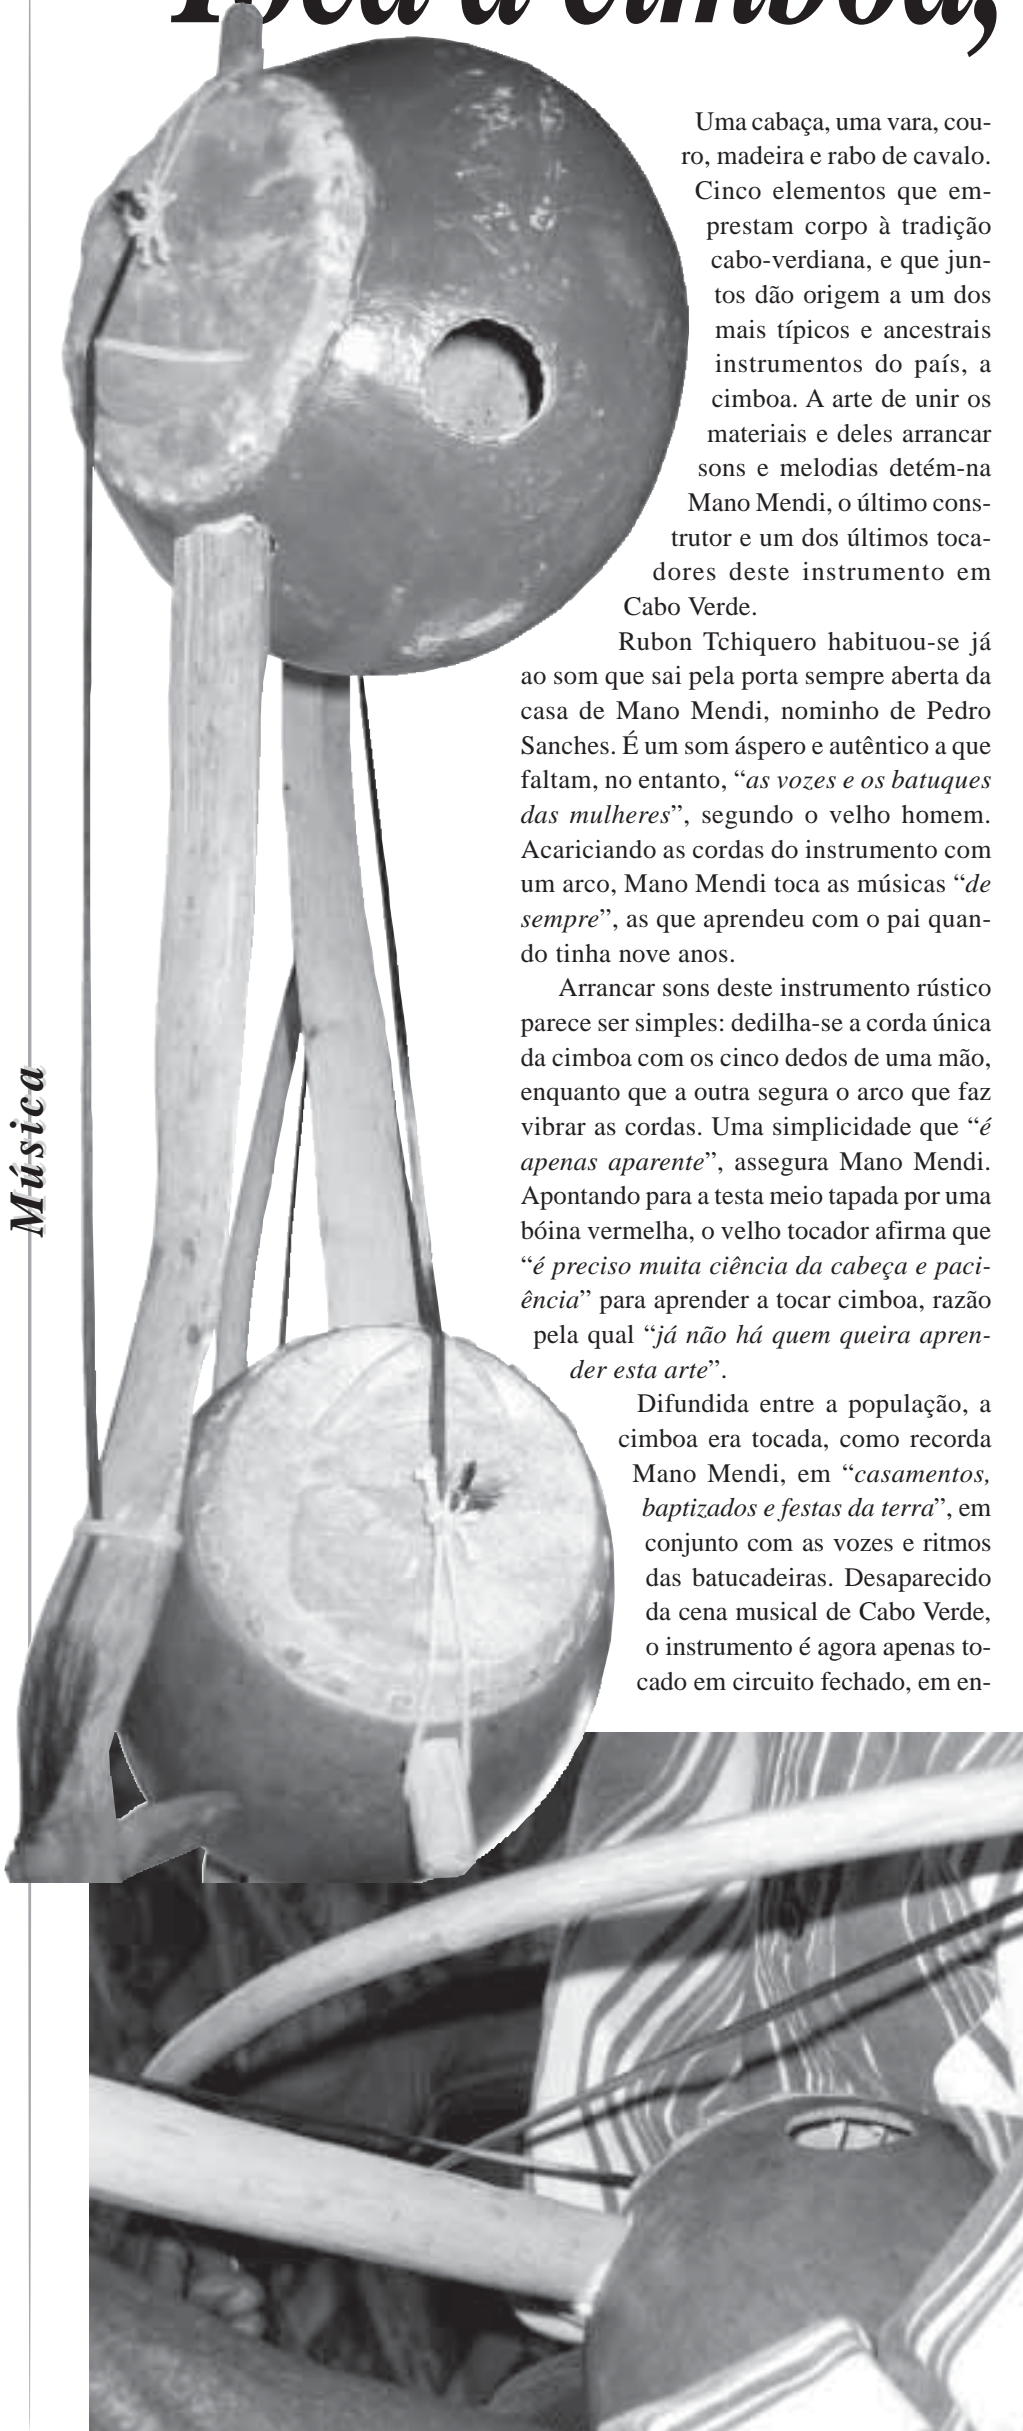 Toca a cimboa,
Uma cabaça, uma vara, cou-
ro, madeira e rabo de cavalo.
Cinco elementos que em-
prestam corpo à tradição
cabo-verdiana, e que jun-
tos dão origem a um dos
mais típicos e ancestrais
instrumentos do país, a
cimboa. A arte de unir os
materiais e deles arrancar
sons e melodias detém-na
Mano Mendi, o último cons-
trutor e um dos últimos toca-
dores deste instrumento em
Cabo Verde.
Rubon Tchiquero habituou-se já
ao som que sai pela porta sempre aberta da
casa de Mano Mendi, nominho de Pedro
Sanches. É um som áspero e autêntico a que
faltam, no entanto, “as vozes e os batuques
das mulheres”, segundo o velho homem.
Acariciando as cordas do instrumento com
um arco, Mano Mendi toca as músicas “de
sempre”, as que aprendeu com o pai quan-
do tinha nove anos.
Arrancar sons deste instrumento rústico
parece ser simples: dedilha-se a corda única
da cimboa com os cinco dedos de uma mão,
enquanto que a outra segura o arco que faz
vibrar as cordas. Uma simplicidade que “é
apenas aparente”, assegura Mano Mendi.
Apontando para a testa meio tapada por uma
bóina vermelha, o velho tocador afirma que
“é preciso muita ciência da cabeça e paci-
ência” para aprender a tocar cimboa, razão
pela qual “já não há quem queira apren-
der esta arte”.
Difundida entre a população, a
cimboa era tocada, como recorda
Mano Mendi, em “casamentos,
baptizados e festas da terra”, em
conjunto com as vozes e ritmos
das batucadeiras. Desaparecido
da cena musical de Cabo Verde,
o instrumento é agora apenas to-
cado em circuito fechado, em en-
Música